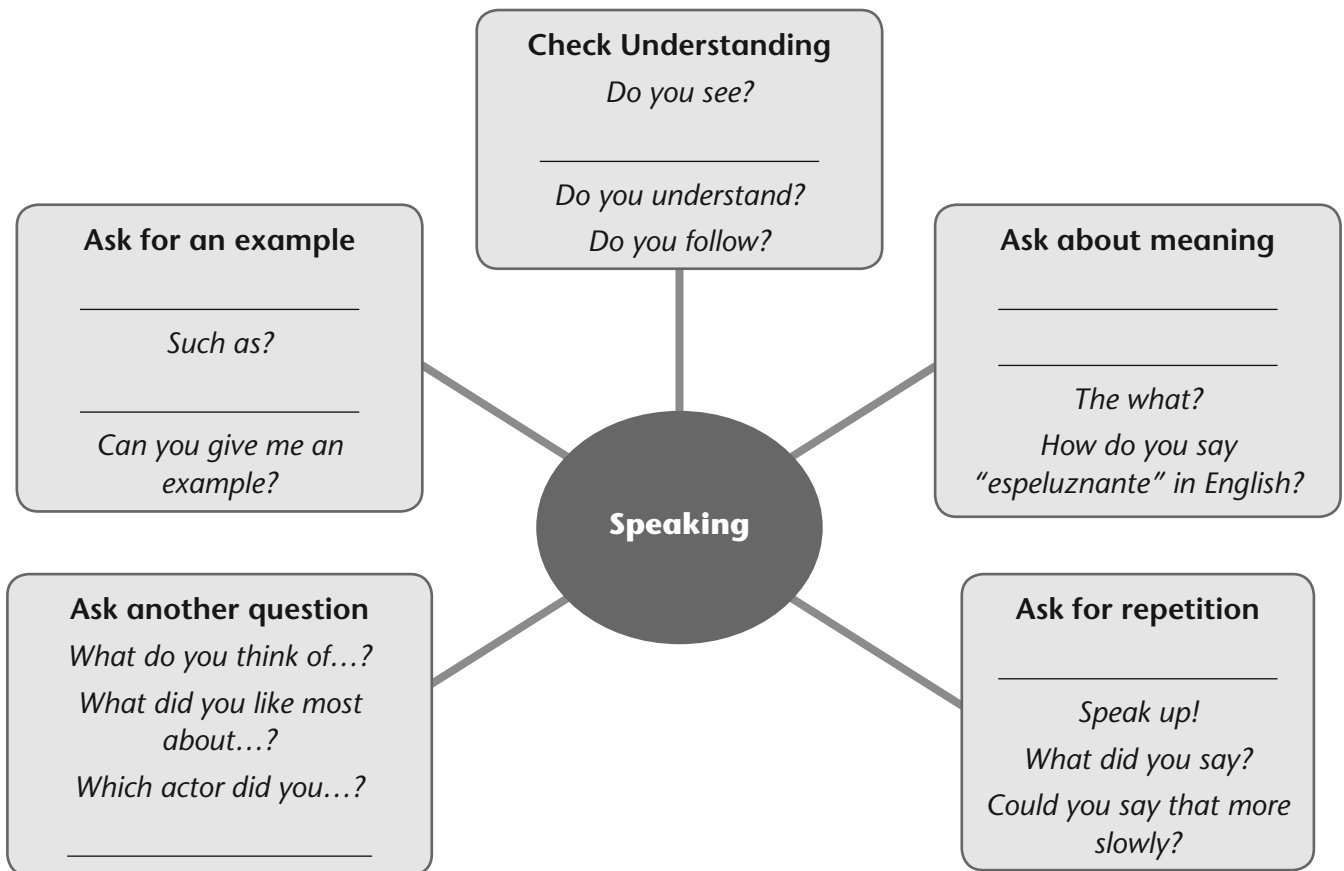 Check Understanding
Do you see?
Do you understand?
Do you follow?
Ask for an example
Such as?
Can you give me an
example?
Ask about meaning
The what?
How do you say
“espeluznante” in English?
Speaking
Ask another question
What do you think of…?
What did you like most
about…?
Which actor did you…?
Ask for repetition
Speak up!
What did you say?
Could you say that more
slowly?